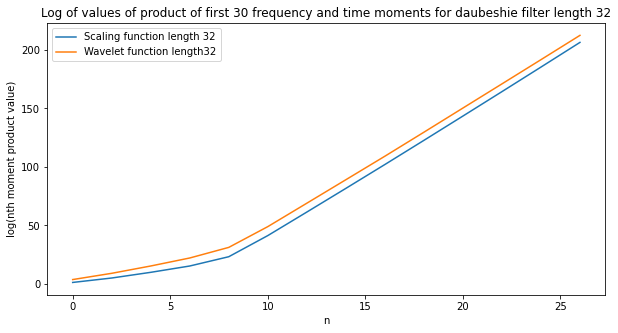 Log of values of product of first 30 frequency and time moments for daubeshie filter length 32
Scaling function length 32
Wavelet function length32
log(nth moment product value)
200
150
100
50
0
0
5
10
15
20
25
n